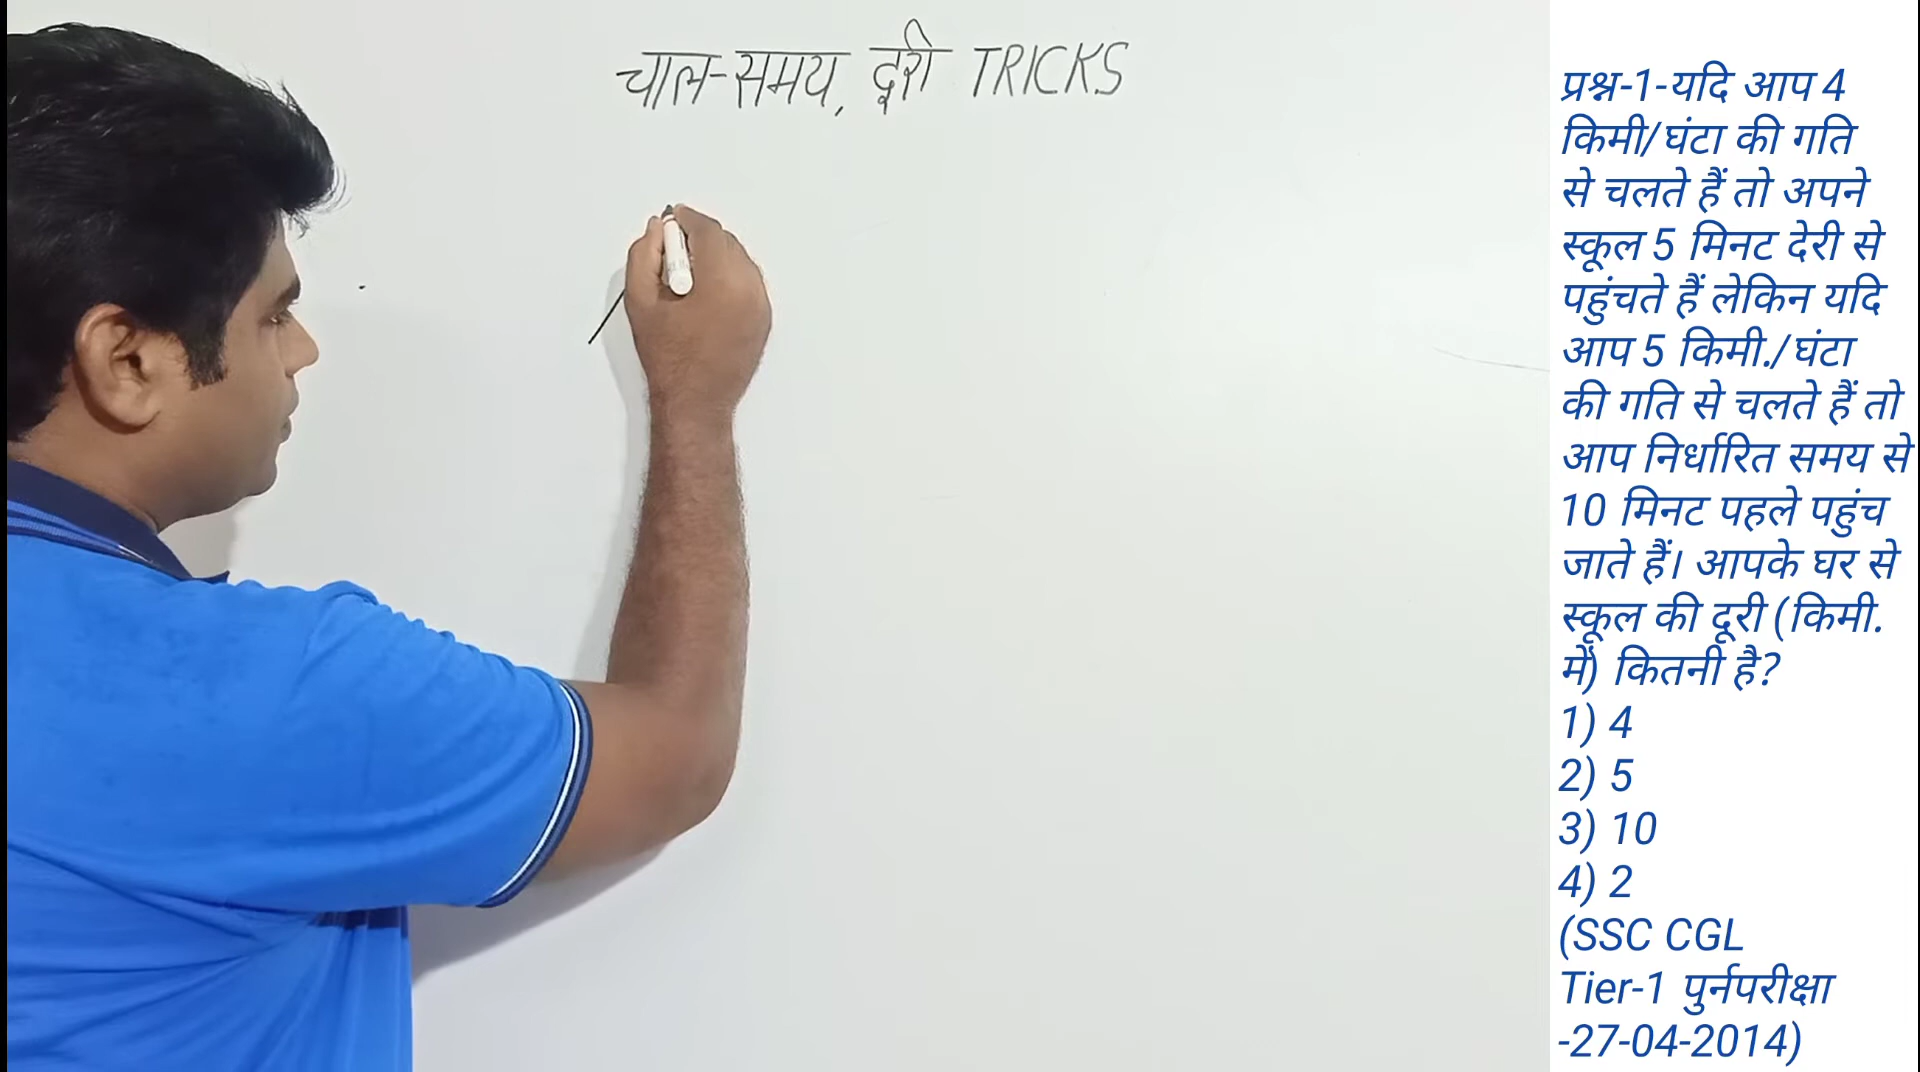 चाल-समय, दूरी TRICKS
प्रश्न-1-यदि आप 4
किमी/घंटा की गति
से चलते हैं तो अपने
स्कूल 5 मिनट देरी से
पहुंचते हैं लेकिन यदि
आप 5 किमी./घंटा
की गति से चलते हैं तो
आप निर्धारित समय से
10 मिनट पहले पहुंच
जाते हैं। आपके घर से
स्कूल की दूरी (किमी.
में) कितनी है?
1) 4
2) 5
3) 10
4) 2
(SSC CGL
Tier-1 पुर्नपरीक्षा
-27-04-2014)